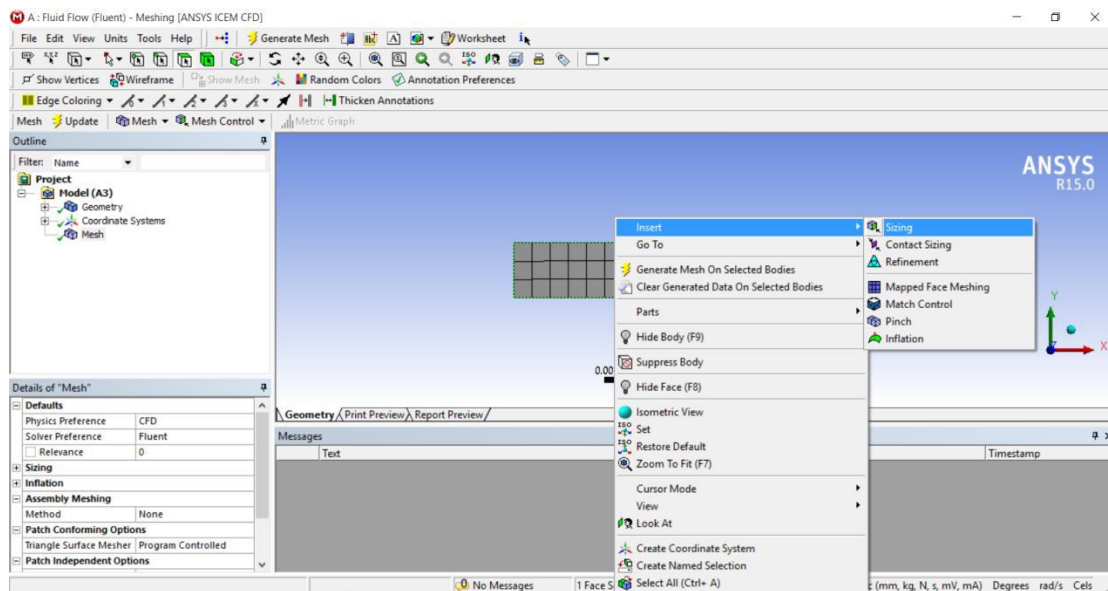 A : Fluid Flow (Fluent) - Meshing [ANSYS ICEM CFD]
File Edit View Units Tools Help Generate Mesh Worksheet
Show Vertices Wireframe Show Mesh Random Colors Annotation Preferences
Edge Coloring Thicken Annotations
Mesh Update Mesh Mesh Control Metric Graph
Outline
Filter: Name
Project
Model (A3)
Geometry
Coordinate Systems
Mesh
ANSYS
R15.0
Insert
Go To
Generate Mesh On Selected Bodies
Clear Generated Data On Selected Bodies
Parts
Hide Body (F9)
Suppress Body
Hide Face (F8)
Isometric View
Set
Restore Default
Zoom To Fit (F7)
Cursor Mode
View
Look At
Create Coordinate System
Create Named Selection
Select All (Ctrl+ A)
Sizing
Contact Sizing
Refinement
Mapped Face Meshing
Match Control
Pinch
Inflation
Y
X
0.00
Details of "Mesh"
Defaults
Physics Preference CFD
Solver Preference Fluent
Relevance 0
Sizing
Inflation
Assembly Meshing
Method None
Patch Conforming Options
Triangle Surface Mesher Program Controlled
Patch Independent Options
Geometry Print Preview Report Preview
Messages
Text Timestamp
No Messages 1 Face S c (mm, kg, N, s, mV, mA) Degrees rad/s Cels